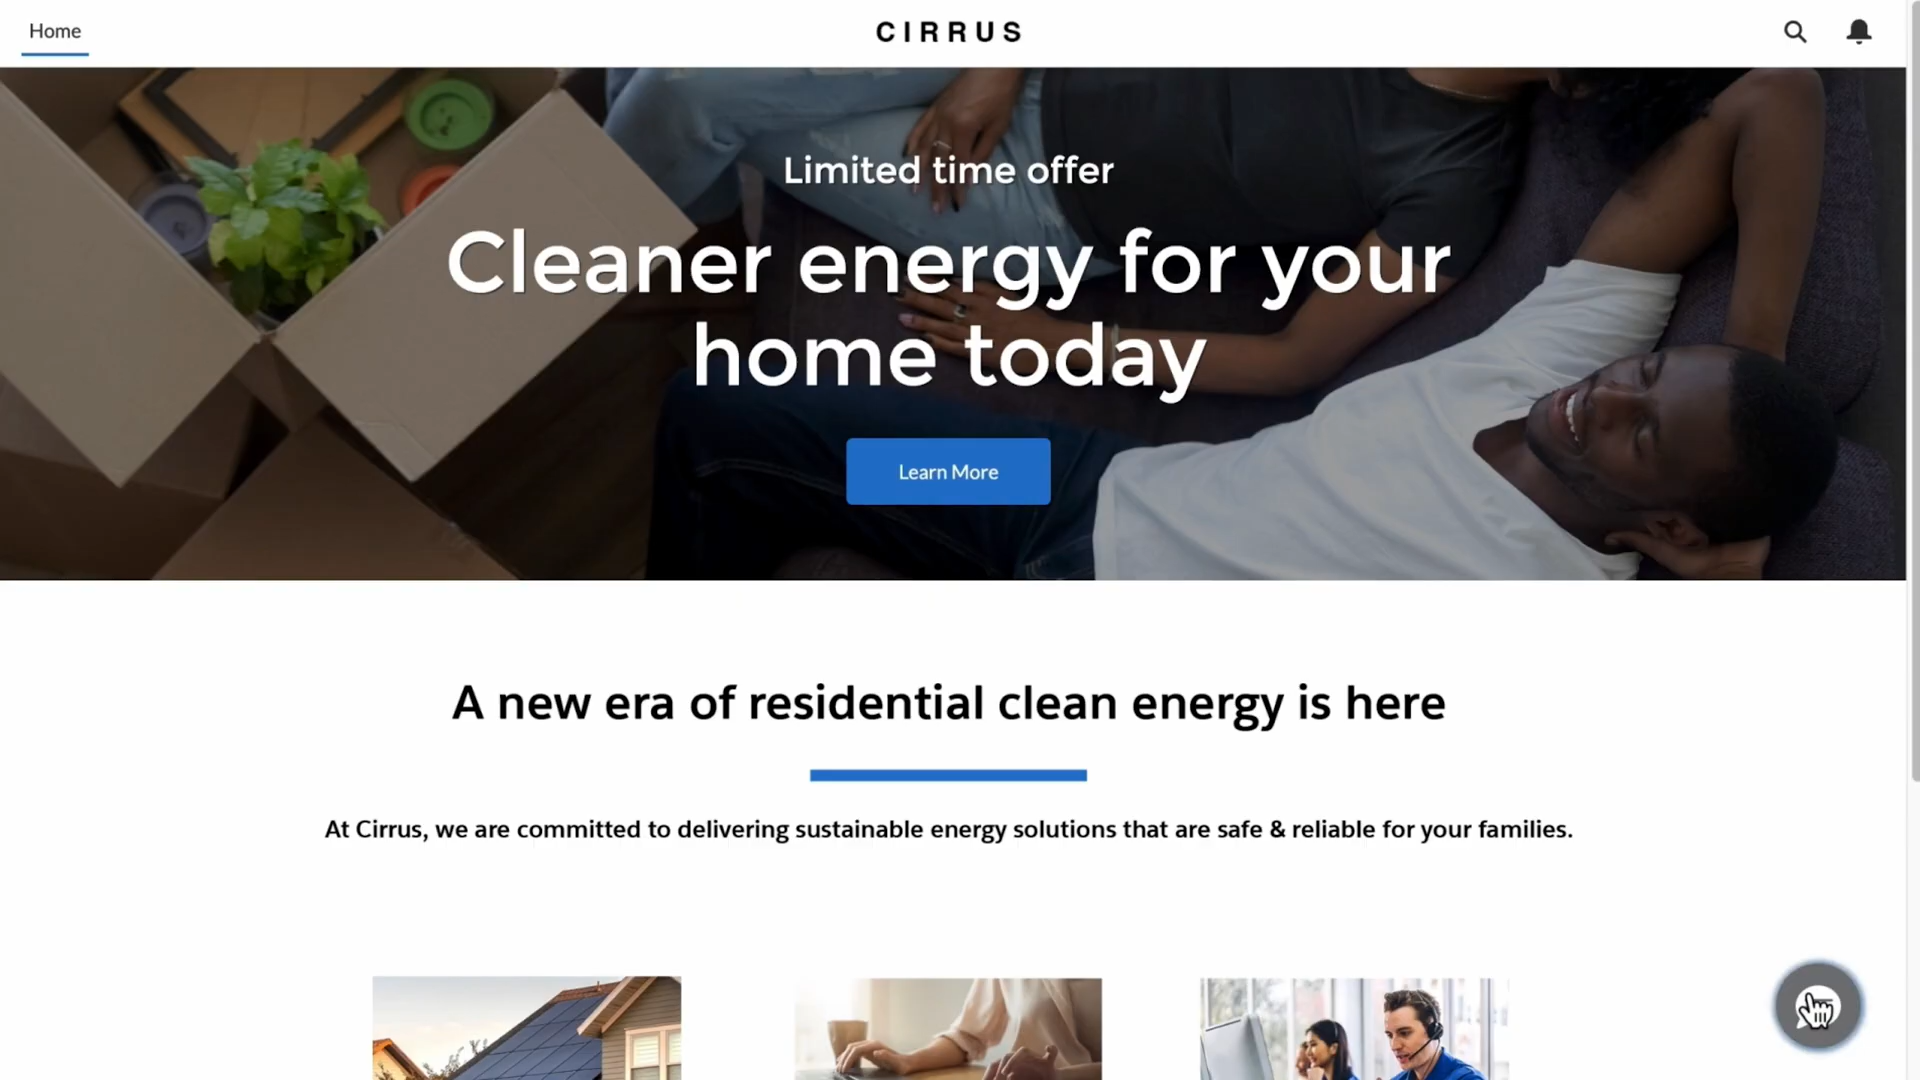 Home
CIRRUS
Limited time offer
Cleaner energy for your
home today
Learn More
A new era of residential clean energy is here
At Cirrus, we are committed to delivering sustainable energy solutions that are safe & reliable for your families.